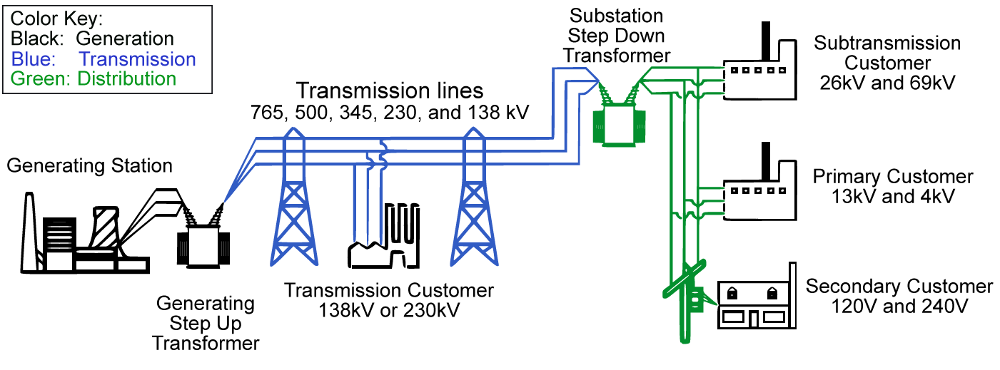 Color Key:
Black: Generation
Blue: Transmission
Green: Distribution
Substation
Step Down
Transformer
Subtransmission
Customer
26kV and 69kV
Transmission lines
765, 500, 345, 230, and 138 kV
Generating Station
Primary Customer
13kV and 4kV
Generating
Step Up
Transformer
Transmission Customer
138kV or 230kV
Secondary Customer
120V and 240V